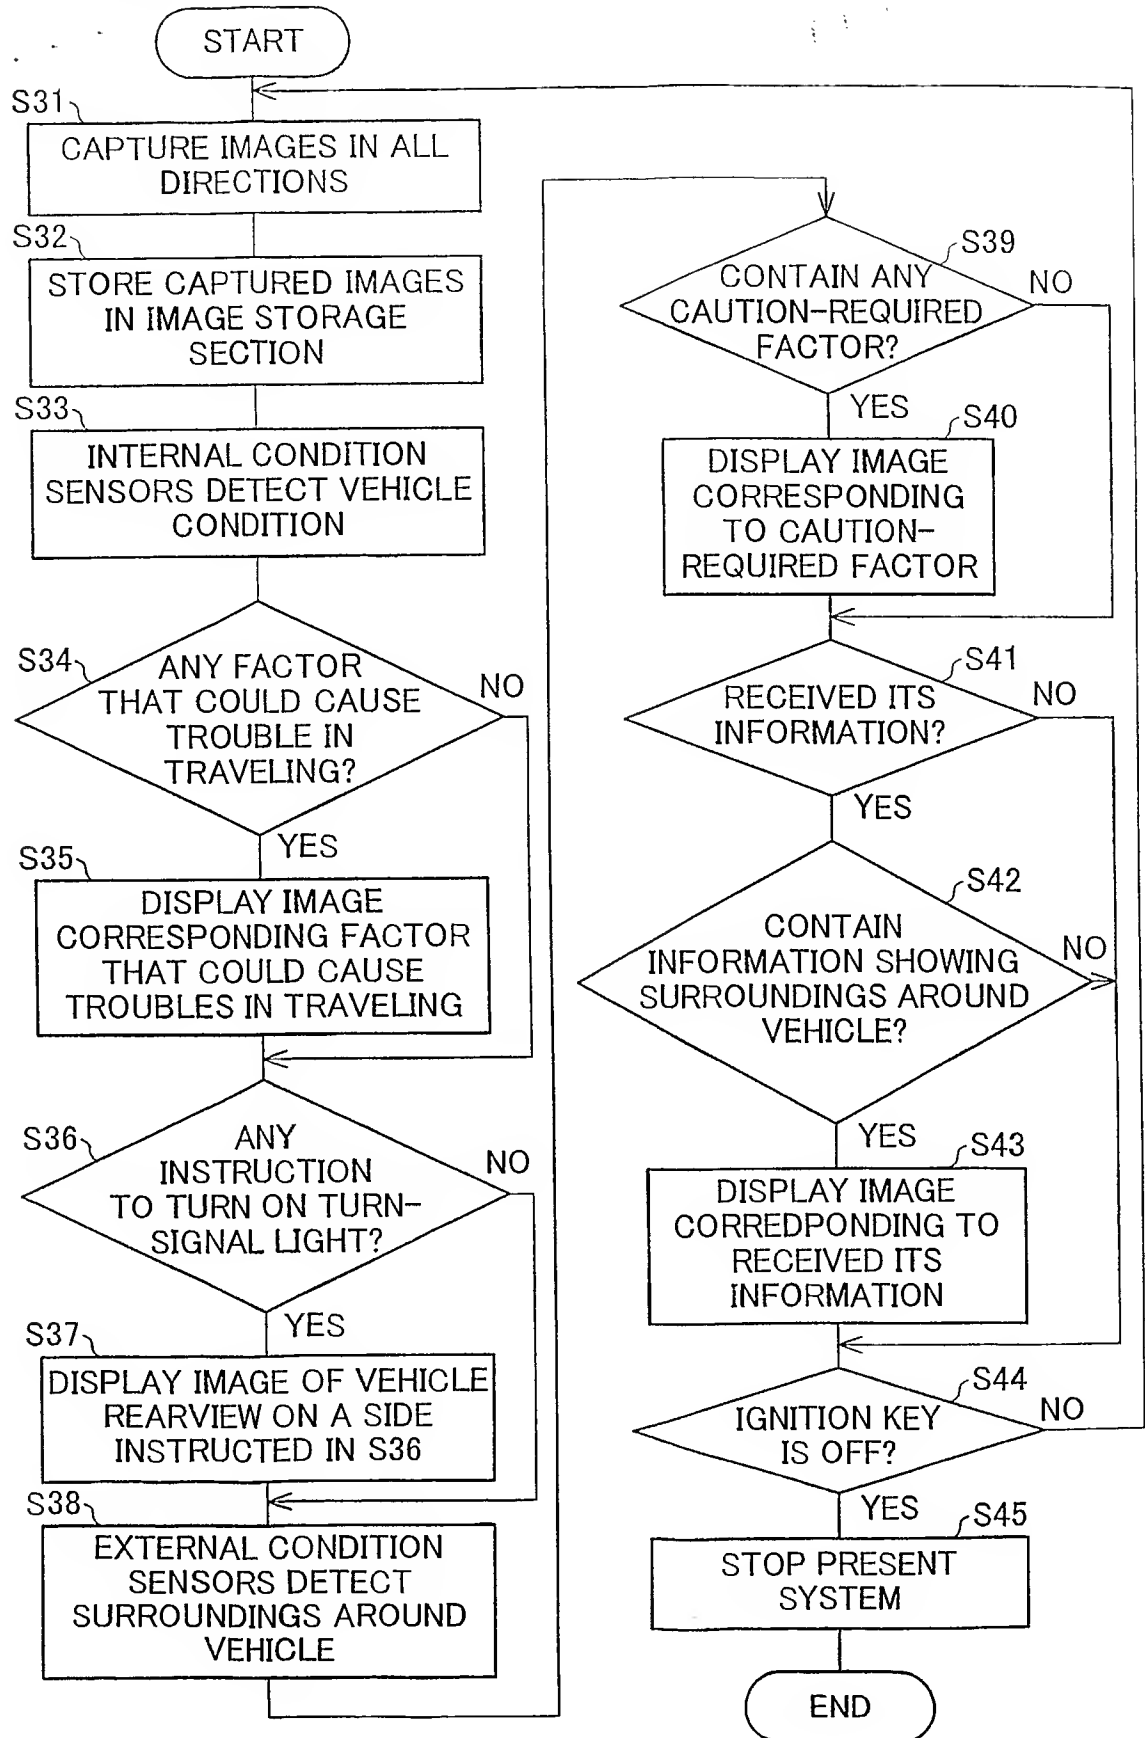 START
S31
CAPTURE IMAGES IN ALL
DIRECTIONS
S32
STORE CAPTURED IMAGES
IN IMAGE STORAGE
SECTION
S33
INTERNAL CONDITION
SENSORS DETECT VEHICLE
CONDITION
S34
ANY FACTOR
THAT COULD CAUSE
TROUBLE IN
TRAVELING?
NO
YES
S35
DISPLAY IMAGE
CORRESPONDING FACTOR
THAT COULD CAUSE
TROUBLES IN TRAVELING
S36
ANY
INSTRUCTION
TO TURN ON TURN-
SIGNAL LIGHT?
NO
YES
S37
DISPLAY IMAGE OF VEHICLE
REARVIEW ON A SIDE
INSTRUCTED IN S36
S38
EXTERNAL CONDITION
SENSORS DETECT
SURROUNDINGS AROUND
VEHICLE
S39
CONTAIN ANY
CAUTION-REQUIRED
FACTOR?
NO
YES
S40
DISPLAY IMAGE
CORRESPONDING
TO CAUTION-
REQUIRED FACTOR
S41
RECEIVED ITS
INFORMATION?
NO
YES
S42
CONTAIN
INFORMATION SHOWING
SURROUNDINGS AROUND
VEHICLE?
NO
YES
S43
DISPLAY IMAGE
CORREDPONDING TO
RECEIVED ITS
INFORMATION
S44
IGNITION KEY
IS OFF?
NO
YES
S45
STOP PRESENT
SYSTEM
END